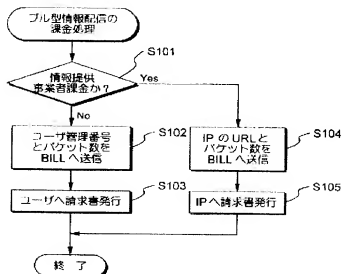 プル型情報配信の
課金処理
S101
情報提供
事業者課金か?
Yes
No
ユーザ管理番号
とパケット数を
BILLへ送信
S102
IPのURLと
パケット数を
BILLへ送信
S104
ユーザへ請求書発行
S103
IPへ請求書発行
S105
終了